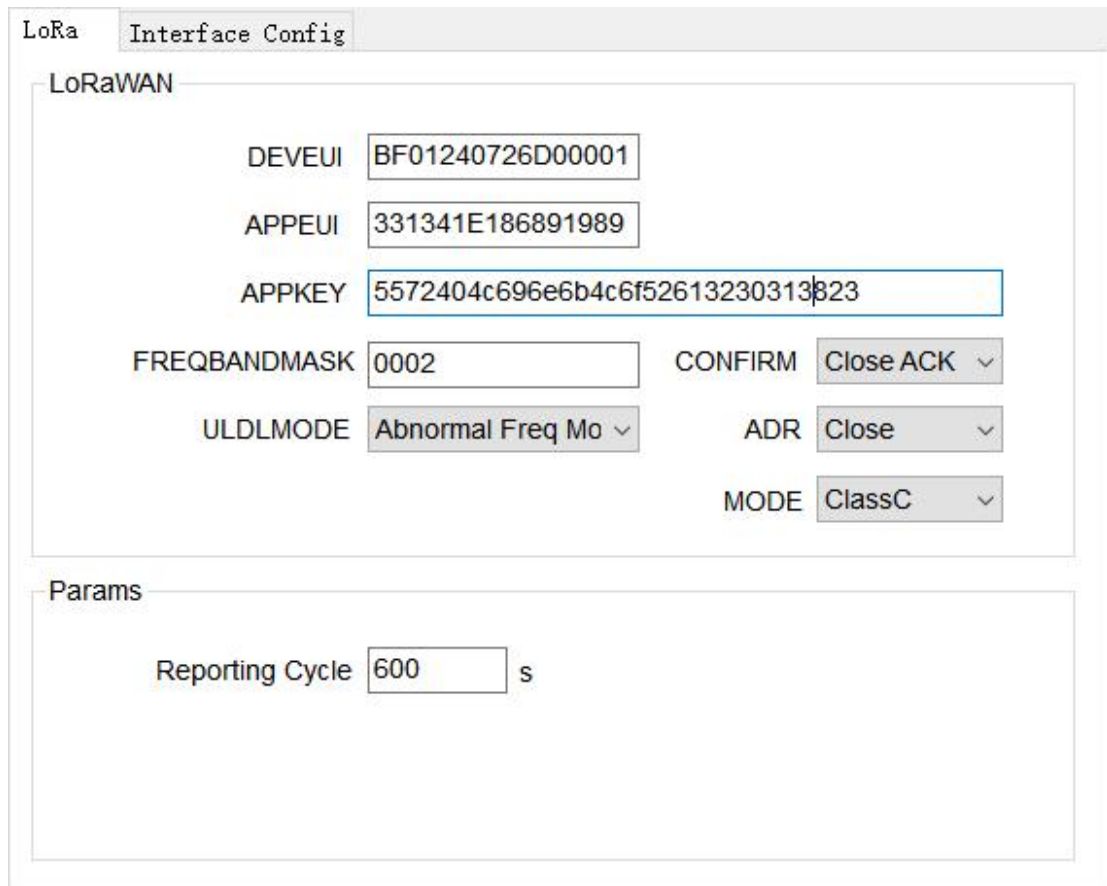 LoRa Interface Config
LoRaWAN
DEVEUI BF01240726D00001
APPEUI 331341E186891989
APPKEY 5572404c696e6b4c6f52613230313823
FREQBANDMASK 0002 CONFIRM Close ACK
ULDLMODE Abnormal Freq Mo ADR Close
MODE ClassC
Params
Reporting Cycle 600 s